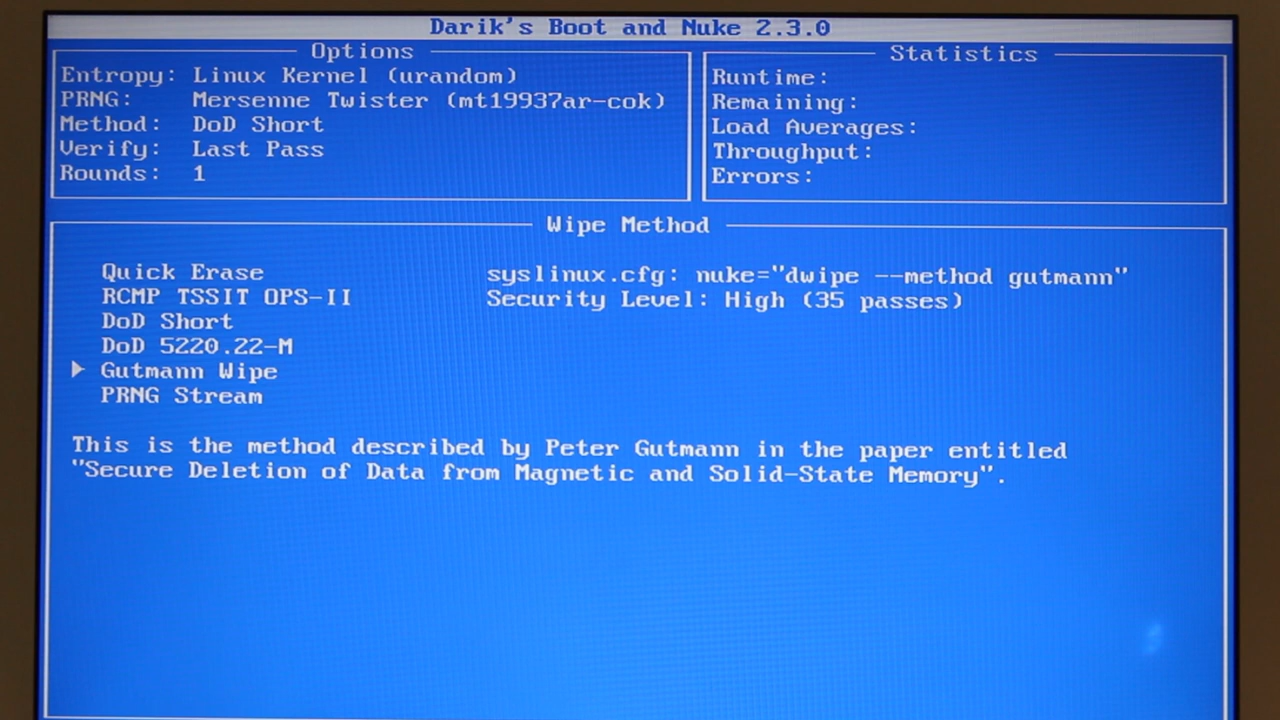 Darik's Boot and Nuke 2.3.0
Options
Entropy: Linux Kernel (urandom)
PRNG: Mersenne Twister (mt19937ar-cok)
Method: DoD Short
Verify: Last Pass
Rounds: 1
Statistics
Runtime:
Remaining:
Load Averages:
Throughput:
Errors:
Wipe Method
Quick Erase
RCMP TSSIT OPS-II
DoD Short
DoD 5220.22-M
Gutmann Wipe
PRNG Stream
syslinux.cfg: nuke="dwipe --method gutmann"
Security Level: High (35 passes)
This is the method described by Peter Gutmann in the paper entitled
"Secure Deletion of Data from Magnetic and Solid-State Memory".